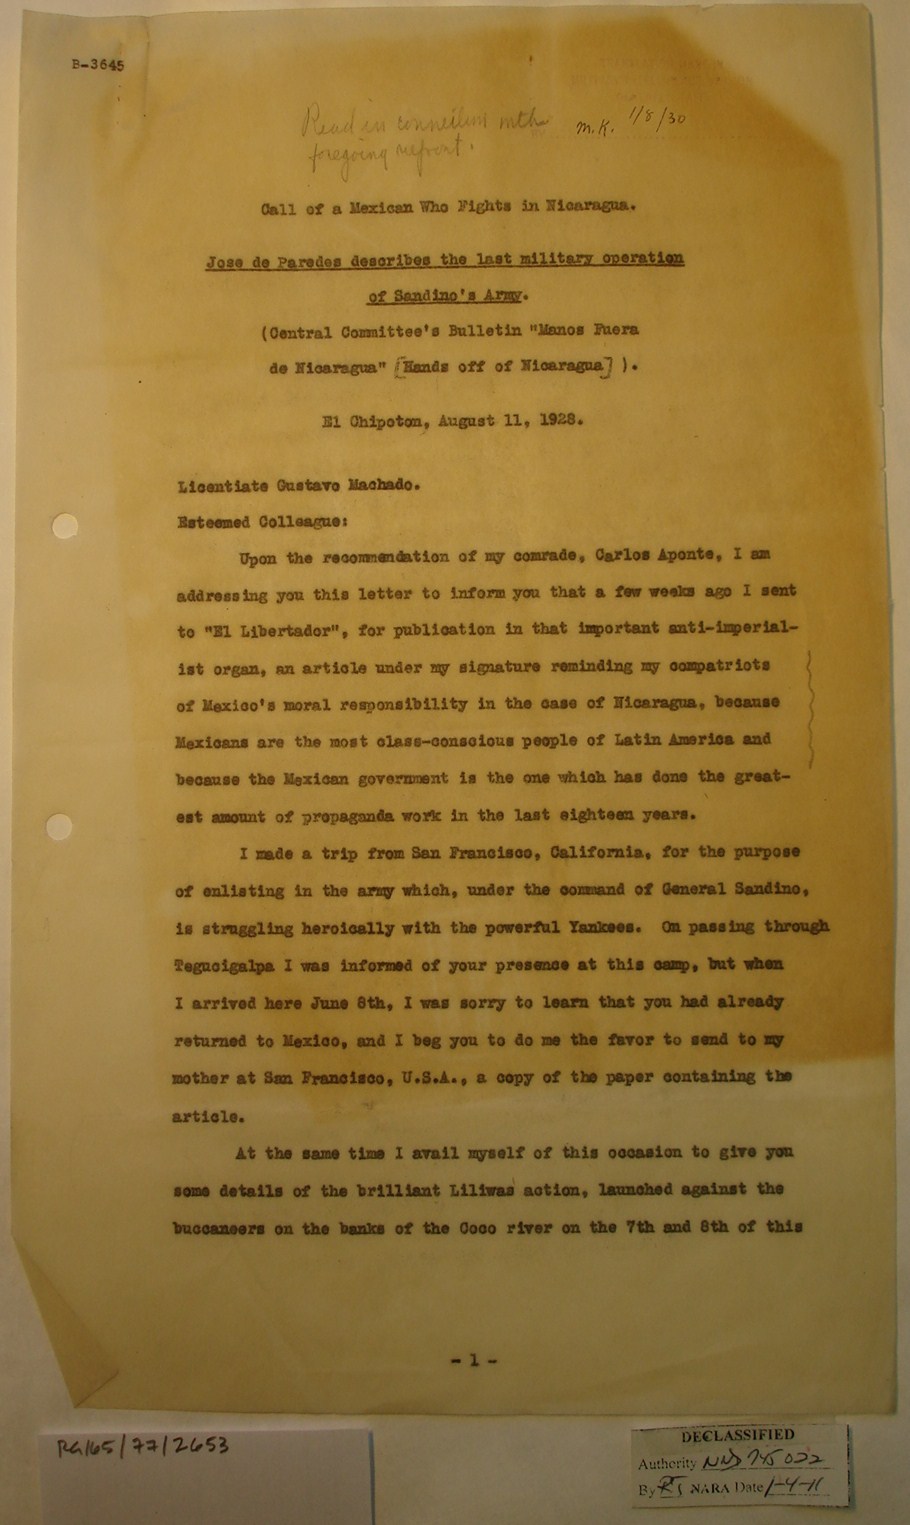 B-3645
Read in connection with
m.K. 1/8/30
foregoing report.
Call of a Mexican Who Fights in Nicaragua.
Jose de Paredes describes the last military operation
of Sandino's Army.
(Central Committee's Bulletin "Manos Fuera
de Nicaragua" [Hands off of Nicaragua] ).
El Chipoton, August 11, 1928.
Licentiate Gustavo Machado.
Esteemed Colleague:
Upon the recommendation of my comrade, Carlos Aponte, I am
addressing you this letter to inform you that a few weeks ago I sent
to "El Libertador", for publication in that important anti-imperial-
ist organ, an article under my signature reminding my compatriots
of Mexico's moral responsibility in the case of Nicaragua, because
Mexicans are the most class-conscious people of Latin America and
because the Mexican government is the one which has done the great-
est amount of propaganda work in the last eighteen years.
I made a trip from San Francisco, California, for the purpose
of enlisting in the army which, under the command of General Sandino,
is struggling heroically with the powerful Yankees. On passing through
Tegucigalpa I was informed of your presence at this camp, but when
I arrived here June 8th, I was sorry to learn that you had already
returned to Mexico, and I beg you to do me the favor to send to my
mother at San Francisco, U.S.A., a copy of the paper containing the
article.
At the same time I avail myself of this occasion to give you
some details of the brilliant Liliwas action, launched against the
buccaneers on the banks of the Coco river on the 7th and 8th of this
- 1 -
RG165/77/2653
DECLASSIFIED
Authority NND 745022
By RJ NARA Date 1-4-11